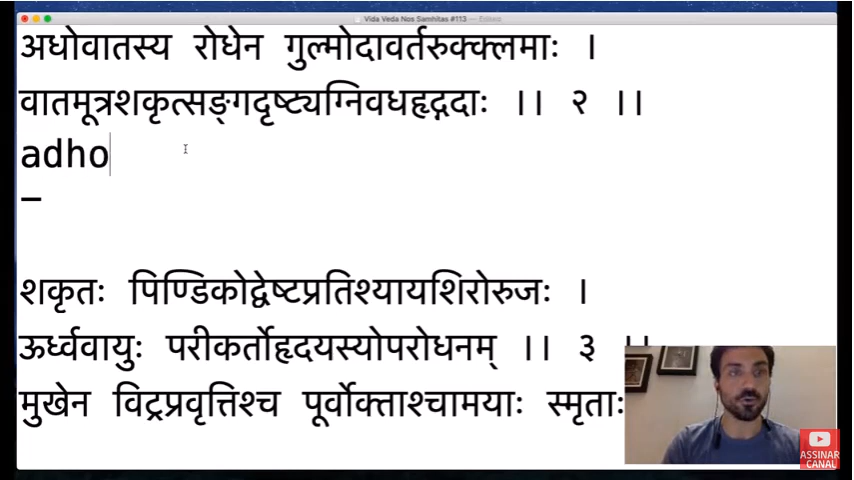 Vida Veda Nos Samhitas #113 — Edited
अधोवातस्य रोधेन गुल्मोदावर्तरुक्क्लमाः ।
वातमूत्रशकृत्सङ्गदृष्ट्यग्निवधहृद्गदाः ।। २ ।।
adho
–
शकृतः पिण्डिकोद्वेष्टप्रतिश्यायशिरोरुजः ।
ऊर्ध्ववायुः परीकर्तोहृदयस्योपरोधनम् ।। ३ ।।
मुखेन विट्प्रवृत्तिश्च पूर्वोक्ताश्चामयाः स्मृताः
ASSINAR
CANAL